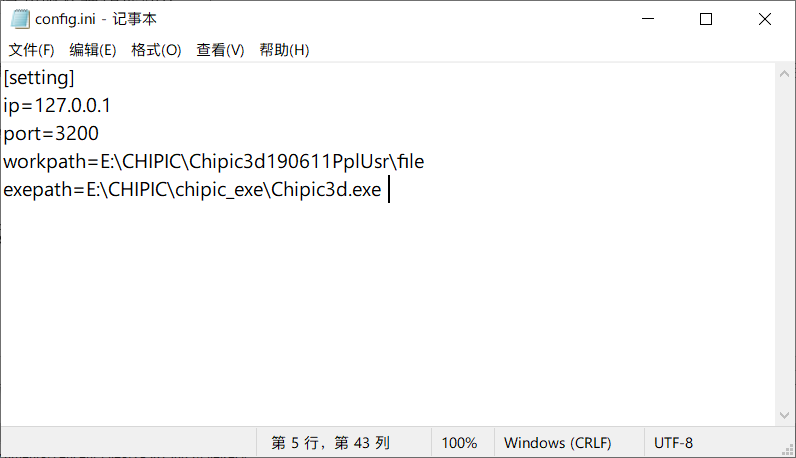 config.ini - 记事本
文件(F) 编辑(E) 格式(O) 查看(V) 帮助(H)
[setting]
ip=127.0.0.1
port=3200
workpath=E:\CHIPIC\Chipic3d190611PplUsr\file
exepath=E:\CHIPIC\chipic_exe\Chipic3d.exe
第 5 行，第 43 列 100% Windows (CRLF) UTF-8